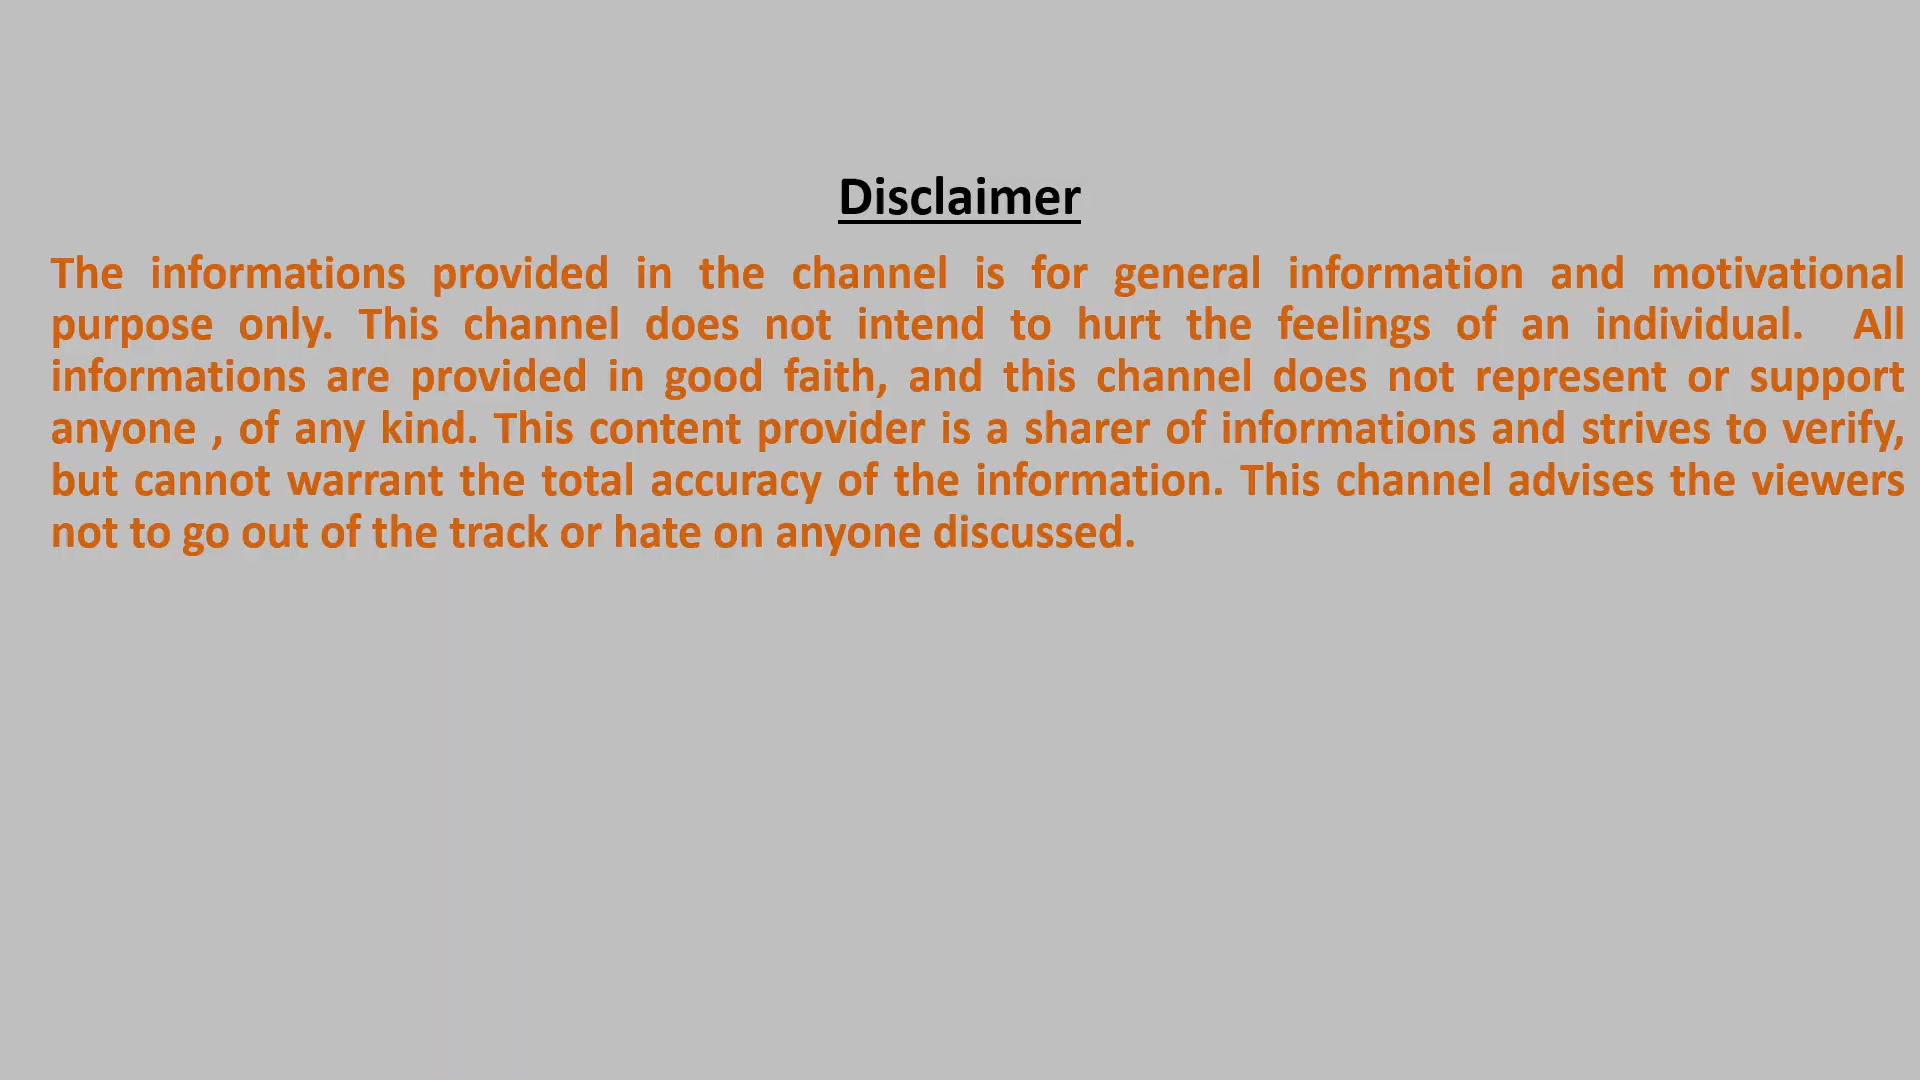 Disclaimer
The informations provided in the channel is for general information and motivational
purpose only. This channel does not intend to hurt the feelings of an individual. All
informations are provided in good faith, and this channel does not represent or support
anyone , of any kind. This content provider is a sharer of informations and strives to verify,
but cannot warrant the total accuracy of the information. This channel advises the viewers
not to go out of the track or hate on anyone discussed.